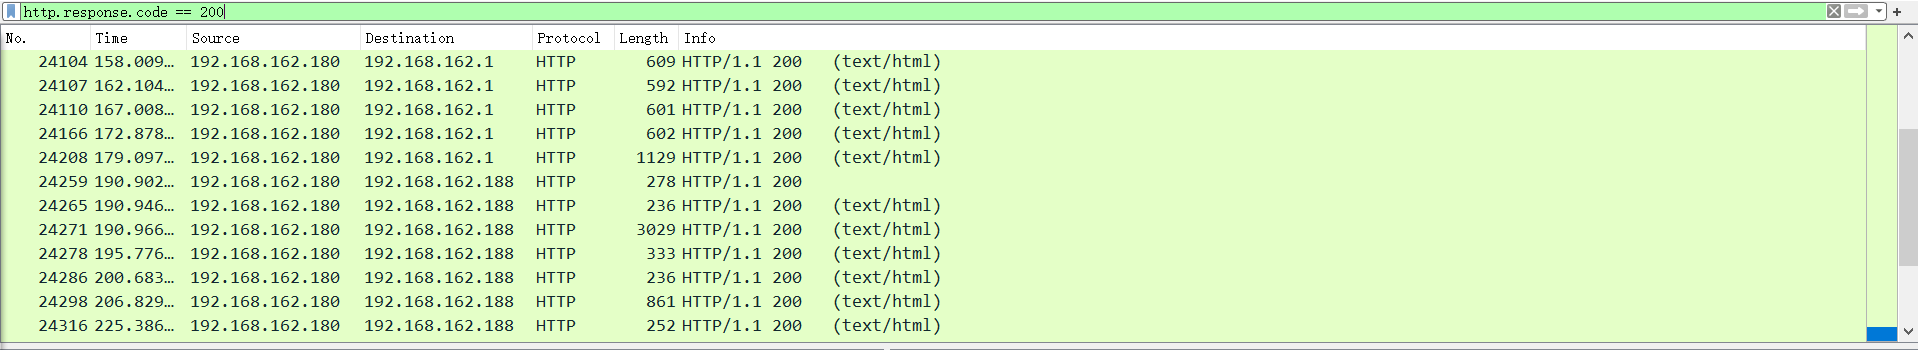 http.response.code == 200
No. Time Source Destination Protocol Length Info
24104 158.009… 192.168.162.180 192.168.162.1 HTTP 609 HTTP/1.1 200 (text/html)
24107 162.104… 192.168.162.180 192.168.162.1 HTTP 592 HTTP/1.1 200 (text/html)
24110 167.008… 192.168.162.180 192.168.162.1 HTTP 601 HTTP/1.1 200 (text/html)
24166 172.878… 192.168.162.180 192.168.162.1 HTTP 602 HTTP/1.1 200 (text/html)
24208 179.097… 192.168.162.180 192.168.162.1 HTTP 1129 HTTP/1.1 200 (text/html)
24259 190.902… 192.168.162.180 192.168.162.188 HTTP 278 HTTP/1.1 200
24265 190.946… 192.168.162.180 192.168.162.188 HTTP 236 HTTP/1.1 200 (text/html)
24271 190.966… 192.168.162.180 192.168.162.188 HTTP 3029 HTTP/1.1 200 (text/html)
24278 195.776… 192.168.162.180 192.168.162.188 HTTP 333 HTTP/1.1 200 (text/html)
24286 200.683… 192.168.162.180 192.168.162.188 HTTP 236 HTTP/1.1 200 (text/html)
24298 206.829… 192.168.162.180 192.168.162.188 HTTP 861 HTTP/1.1 200 (text/html)
24316 225.386… 192.168.162.180 192.168.162.188 HTTP 252 HTTP/1.1 200 (text/html)